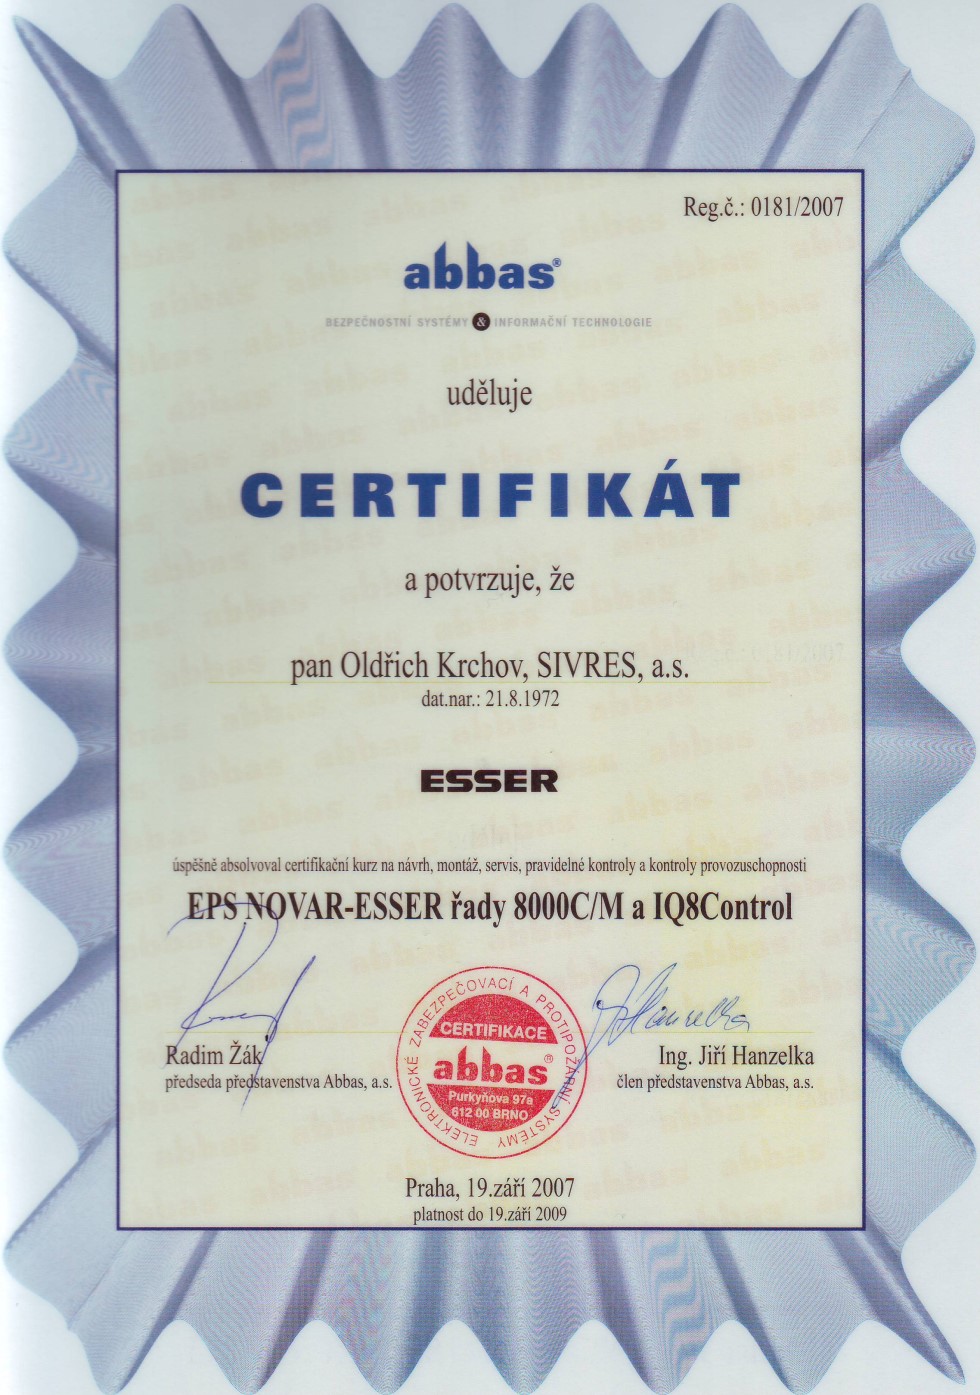 Reg.č.: 0181/2007
abbas®
BEZPEČNOSTNÍ SYSTÉMY & INFORMAČNÍ TECHNOLOGIE
uděluje
CERTIFIKÁT
a potvrzuje, že
pan Oldřich Krchov, SIVRES, a.s.
dat.nar.: 21.8.1972
ESSER
úspěšně absolvoval certifikační kurz na návrh, montáž, servis, pravidelné kontroly a kontroly provozuschopnosti
EPS NOVAR-ESSER řady 8000C/M a IQ8Control
ELEKTRONICKÉ ZABEZPEČOVACÍ A PROTIPOŽÁRNÍ SYSTÉMY
CERTIFIKACE
abbas®
Purkyňova 97a
612 00 BRNO
Radim Žák
předseda představenstva Abbas, a.s.
Ing. Jiří Hanzelka
člen představenstva Abbas, a.s.
Praha, 19.září 2007
platnost do 19.září 2009